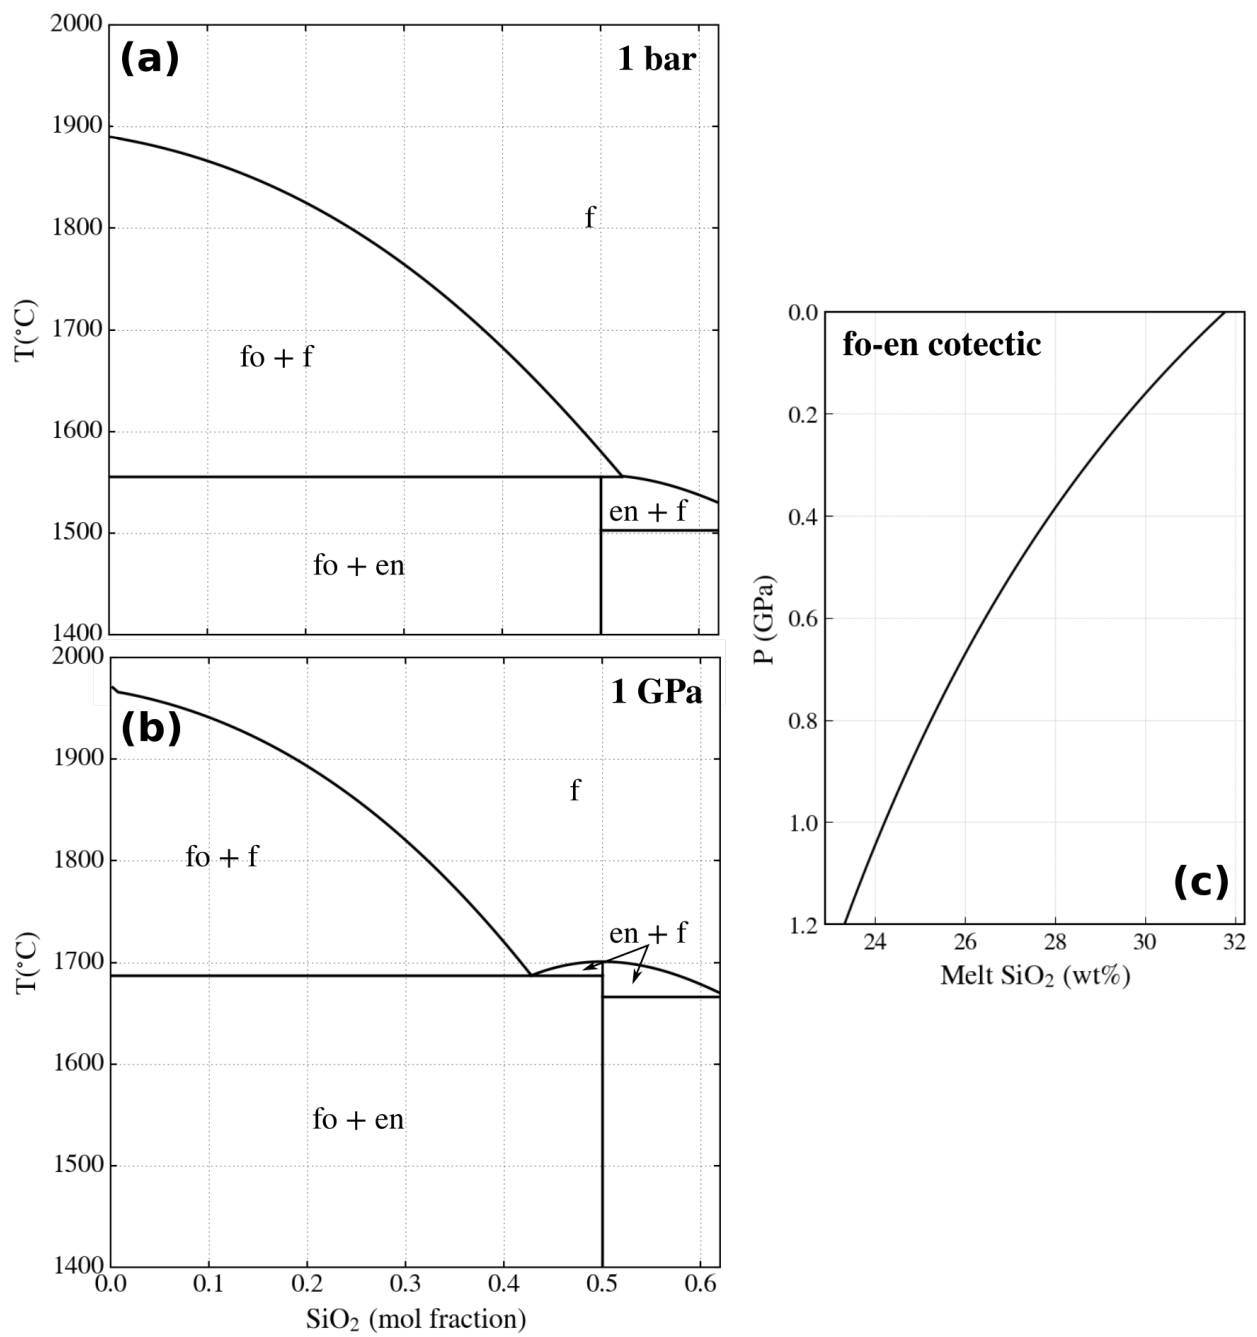 (a)
1 bar
2000
1900
1800
1700
1600
1500
1400
T(°C)
f
fo + f
en + f
fo + en
(b)
1 GPa
2000
1900
1800
1700
1600
1500
1400
T(°C)
f
fo + f
en + f
fo + en
0.0 0.1 0.2 0.3 0.4 0.5 0.6
SiO₂ (mol fraction)
fo-en cotectic
0.0
0.2
0.4
0.6
0.8
1.0
1.2
P (GPa)
(c)
24 26 28 30 32
Melt SiO₂ (wt%)